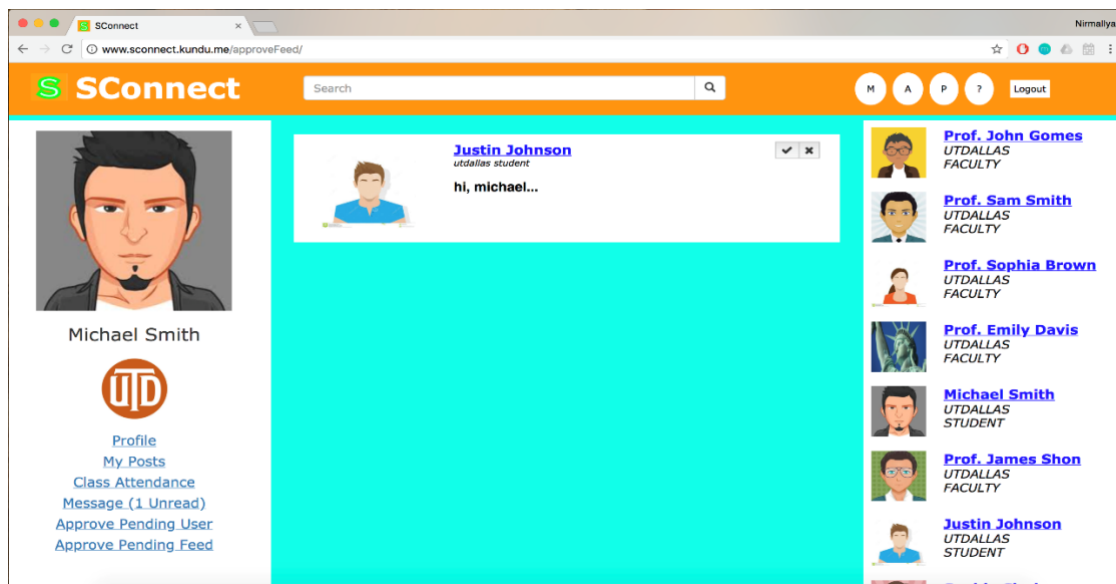 SConnect
Nirmallya
www.sconnect.kundu.me/approveFeed/
S SConnect
Search
M A P ? Logout
Michael Smith
UTD
Profile
My Posts
Class Attendance
Message (1 Unread)
Approve Pending User
Approve Pending Feed
Justin Johnson
utdallas student
hi, michael...
Prof. John Gomes
UTDALLAS
FACULTY
Prof. Sam Smith
UTDALLAS
FACULTY
Prof. Sophia Brown
UTDALLAS
FACULTY
Prof. Emily Davis
UTDALLAS
FACULTY
Michael Smith
UTDALLAS
STUDENT
Prof. James Shon
UTDALLAS
FACULTY
Justin Johnson
UTDALLAS
STUDENT